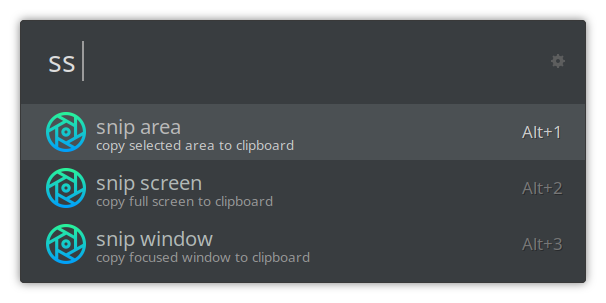 ss
snip area
copy selected area to clipboard
Alt+1
snip screen
copy full screen to clipboard
Alt+2
snip window
copy focused window to clipboard
Alt+3